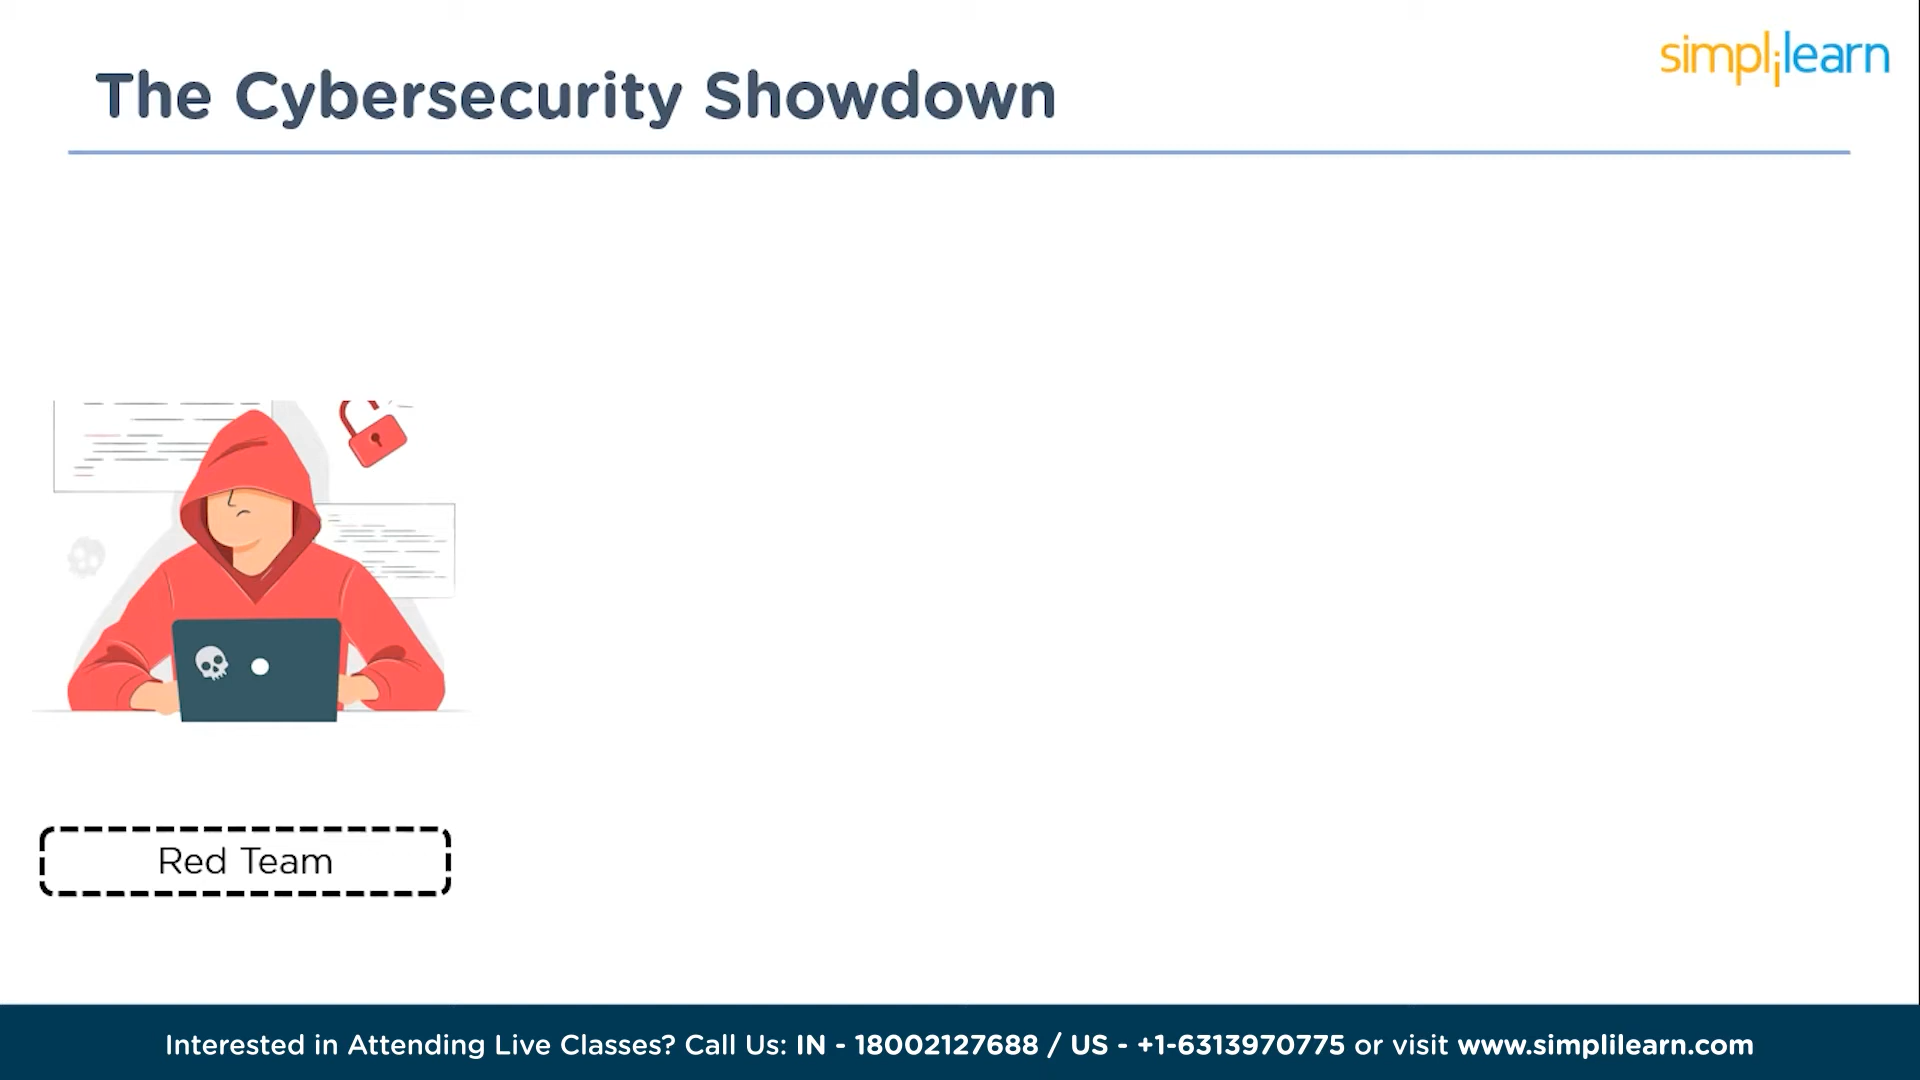 The Cybersecurity Showdown
simplilearn
Red Team
Interested in Attending Live Classes? Call Us: IN - 18002127688 / US - +1-6313970775 or visit www.simplilearn.com